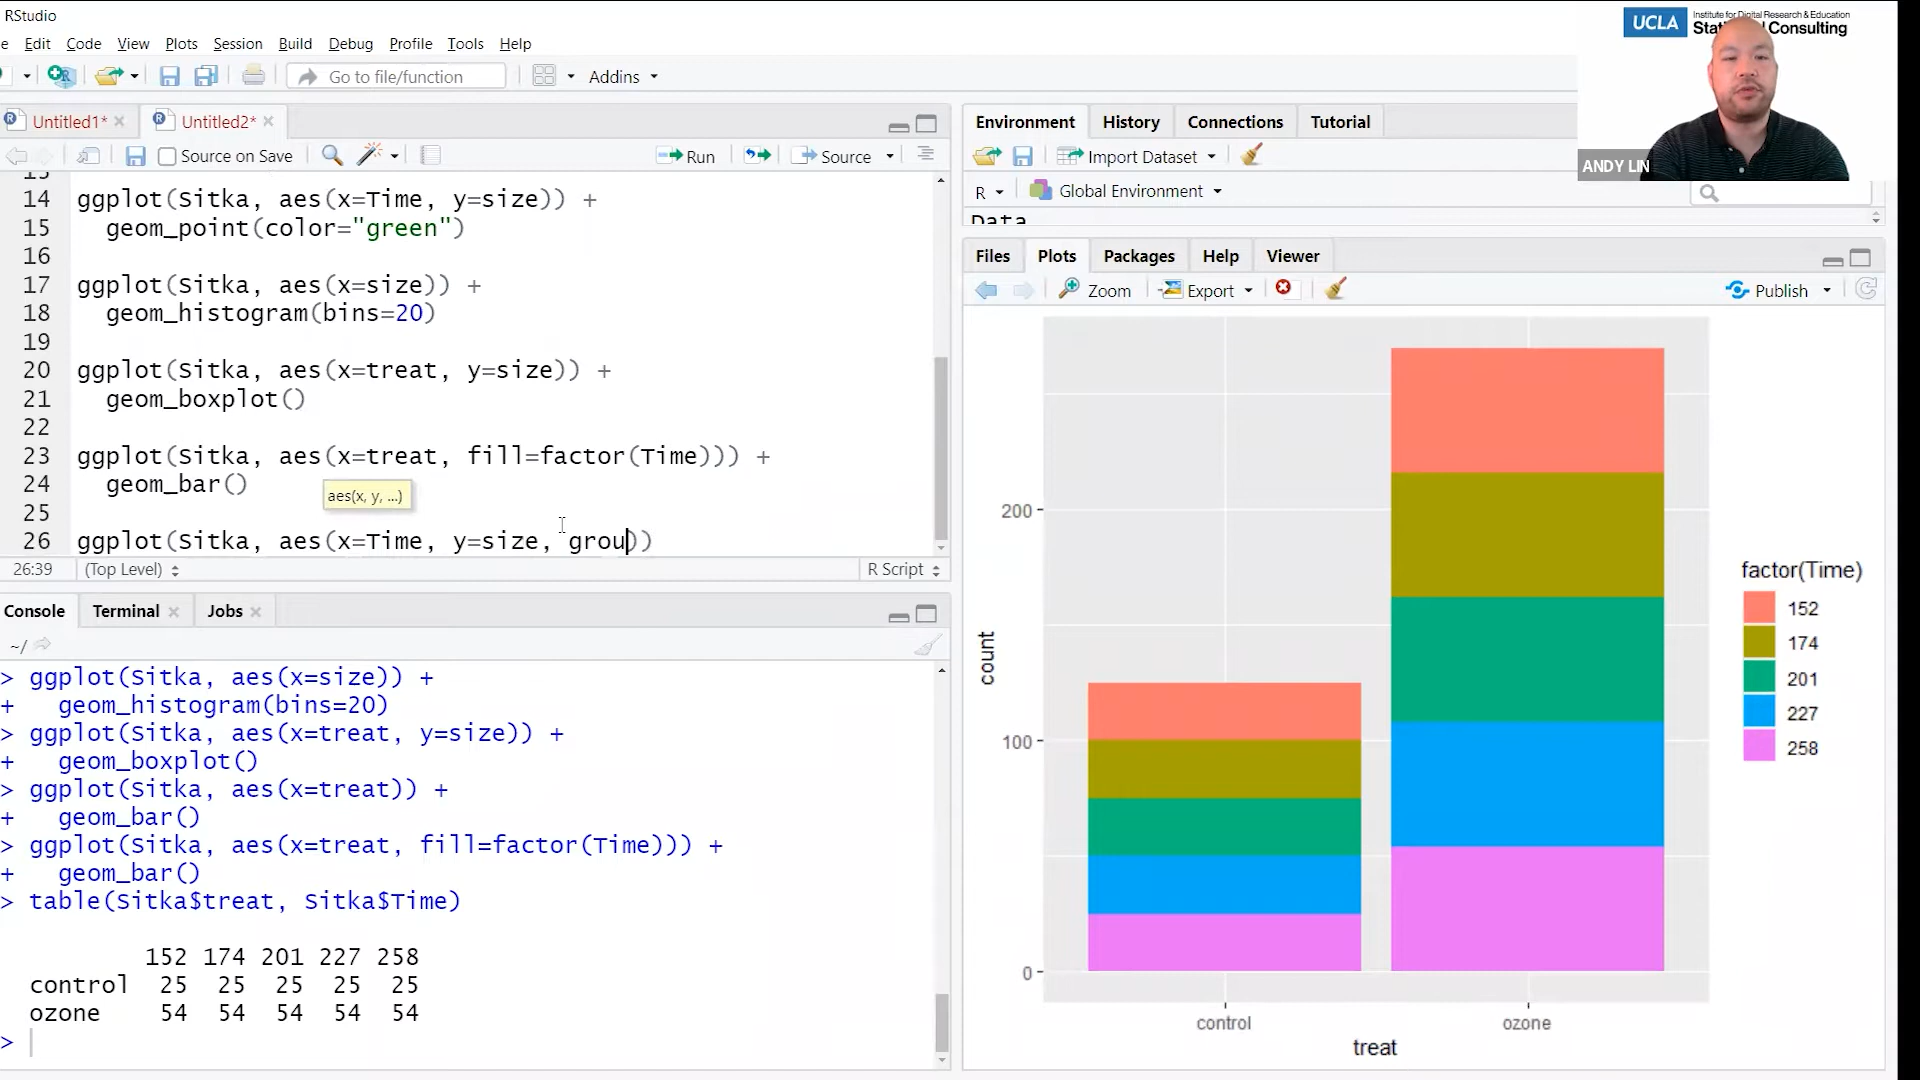 RStudio
e Edit Code View Plots Session Build Debug Profile Tools Help
Go to file/function Addins
UCLA Institute for Digital Research & Education
Consulting
ANDY LIN
Untitled1* Untitled2*
Source on Save Run Source
14 ggplot(Sitka, aes(x=Time, y=size)) +
15 geom_point(color="green")
16
17 ggplot(Sitka, aes(x=size)) +
18 geom_histogram(bins=20)
19
20 ggplot(Sitka, aes(x=treat, y=size)) +
21 geom_boxplot()
22
23 ggplot(Sitka, aes(x=treat, fill=factor(Time))) +
24 geom_bar()
aes(x, y, ...)
25
26 ggplot(Sitka, aes(x=Time, y=size, grou))
26:39 (Top Level) R Script
Console Terminal Jobs
~/
> ggplot(Sitka, aes(x=size)) +
+ geom_histogram(bins=20)
> ggplot(Sitka, aes(x=treat, y=size)) +
+ geom_boxplot()
> ggplot(Sitka, aes(x=treat)) +
+ geom_bar()
> ggplot(Sitka, aes(x=treat, fill=factor(Time))) +
+ geom_bar()
> table(Sitka$treat, Sitka$Time)
152 174 201 227 258
control 25 25 25 25 25
ozone 54 54 54 54 54
>
Environment History Connections Tutorial
Import Dataset
R Global Environment
Data
Files Plots Packages Help Viewer
Zoom Export Publish
count
200
100
0
control ozone
treat
factor(Time)
152
174
201
227
258